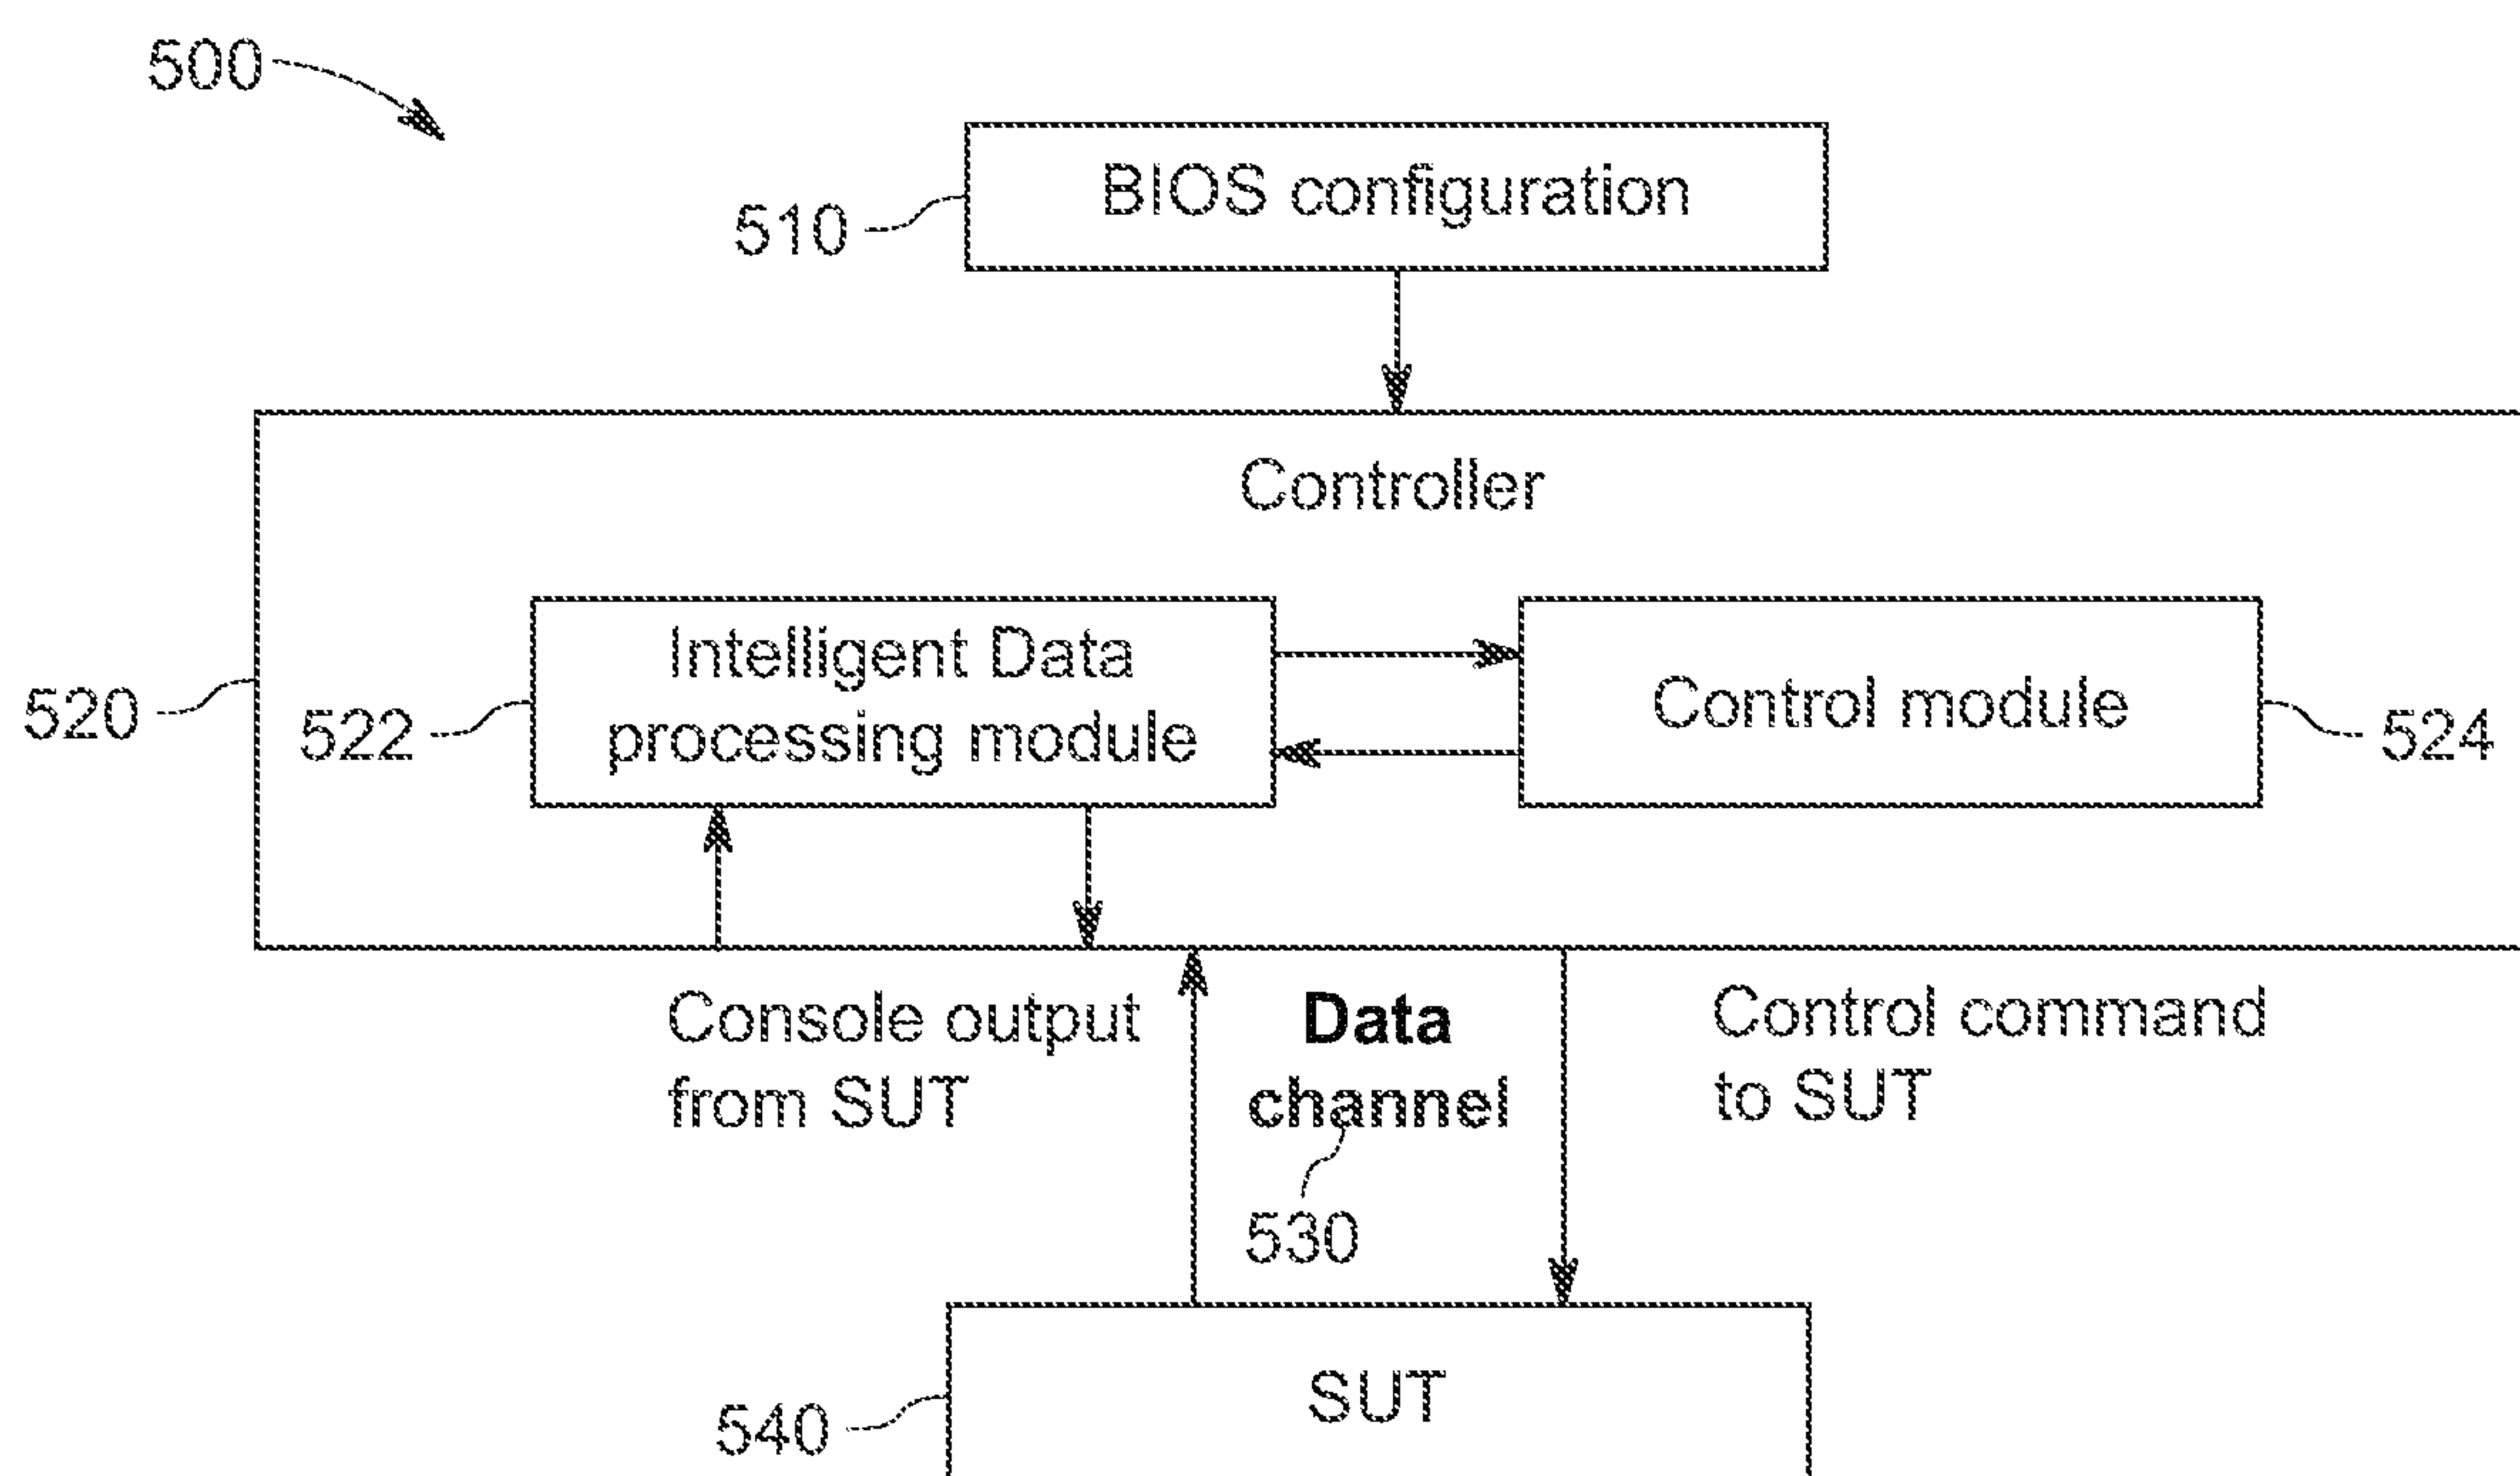 500
BIOS configuration
510
Controller
Intelligent Data
processing module
Control module
520
522
524
Console output
from SUT
Data
channel
Control command
to SUT
530
SUT
540